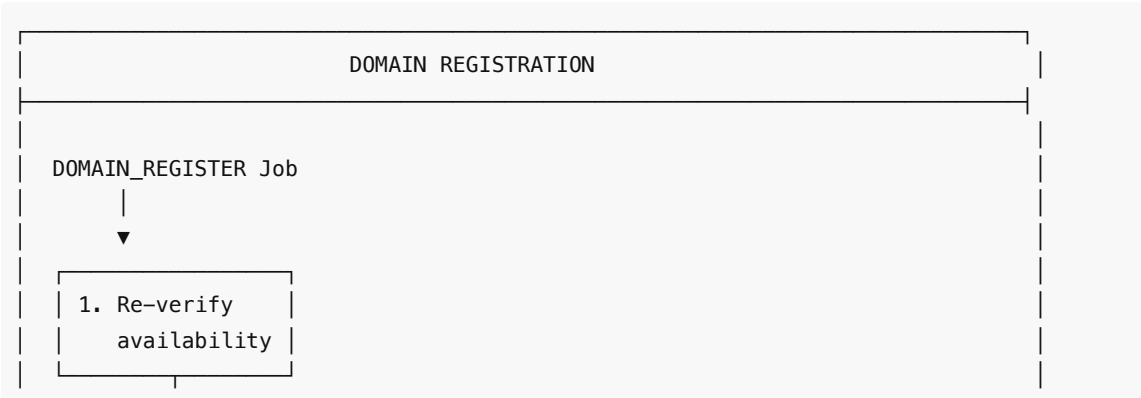 DOMAIN REGISTRATION
DOMAIN_REGISTER Job
1. Re-verify
availability